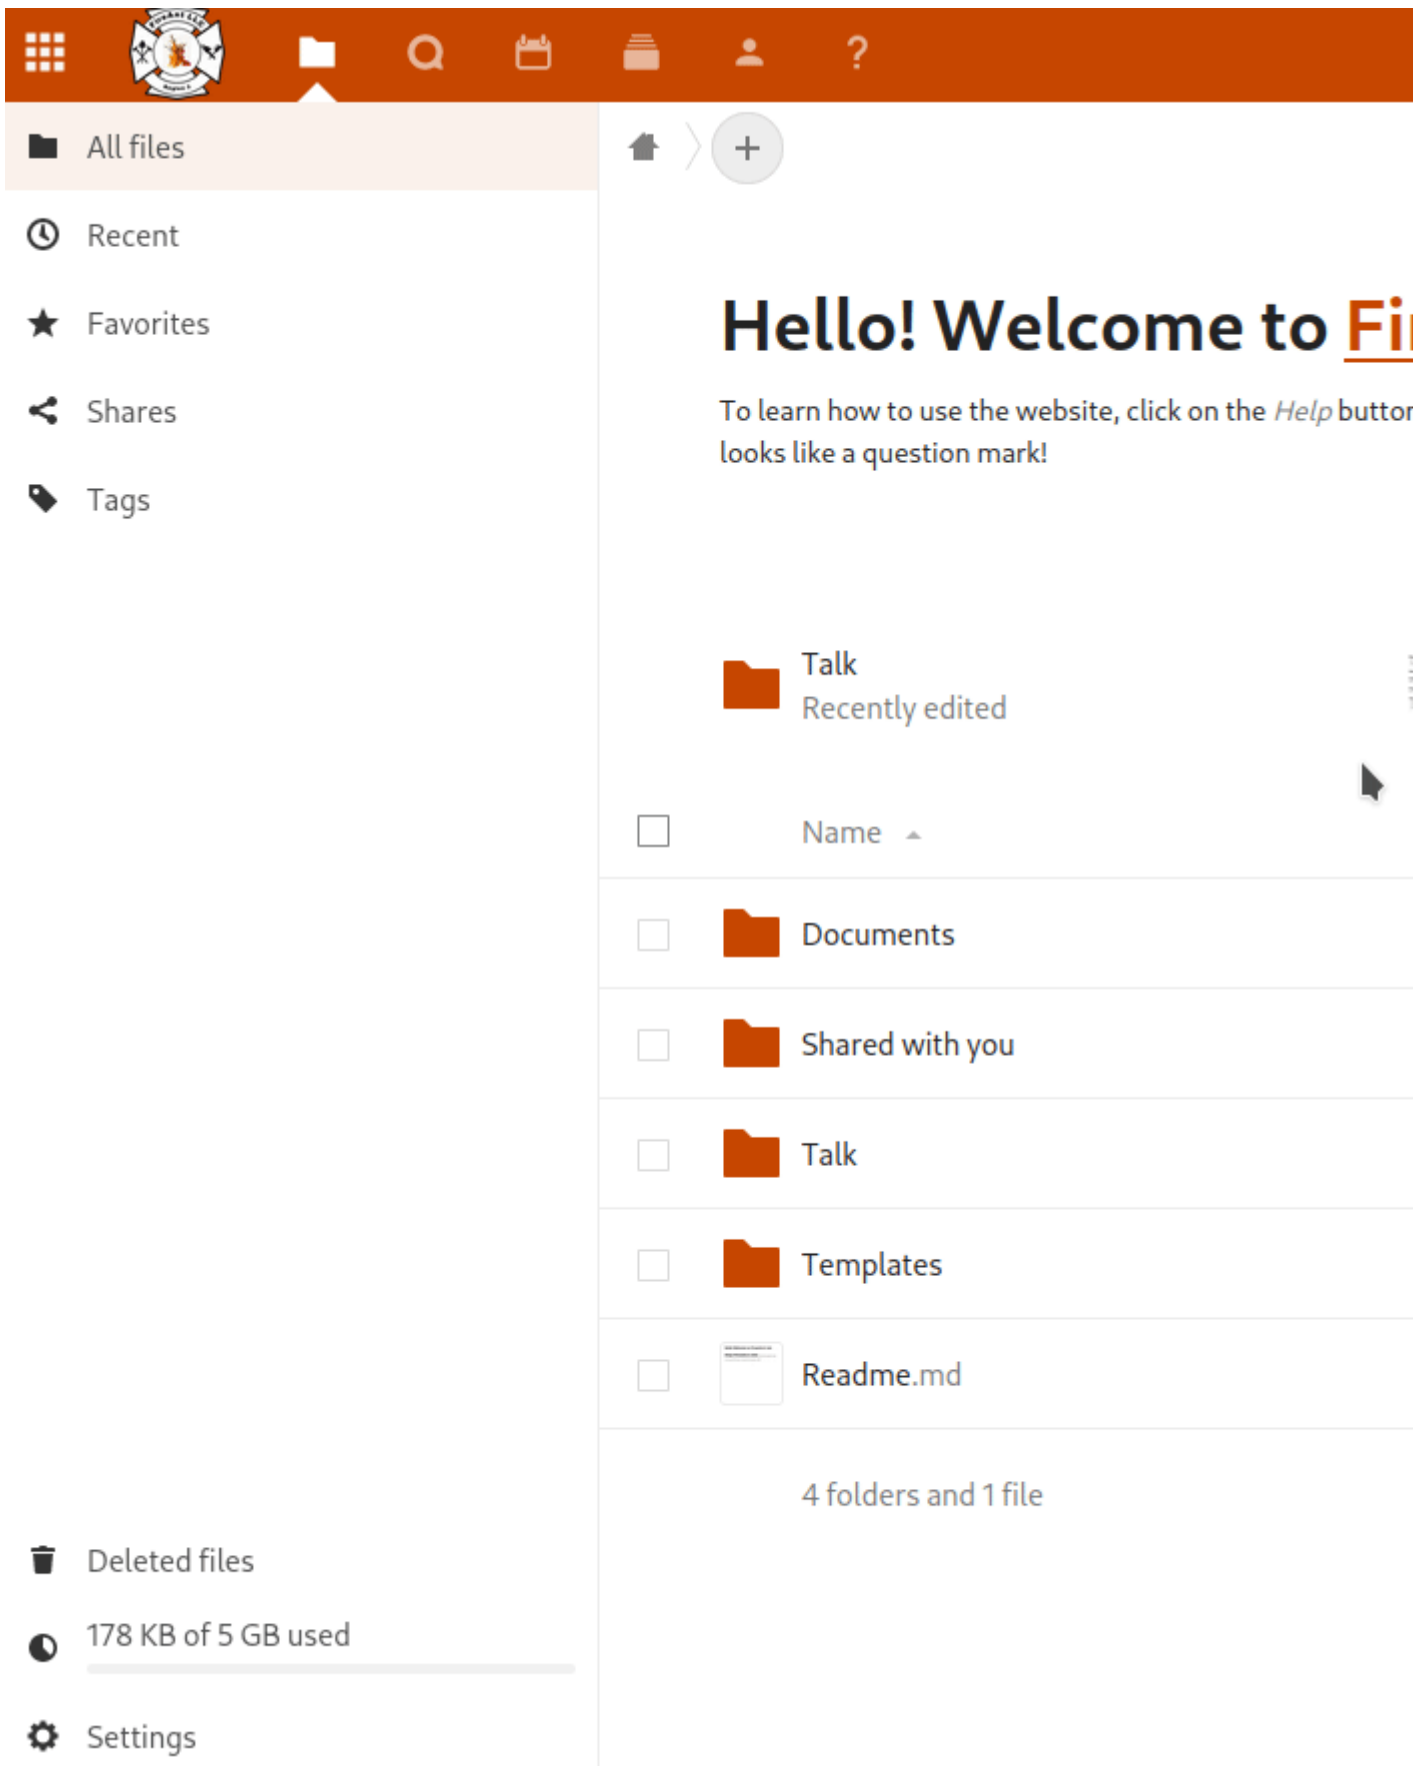 ?
All files
Recent
Favorites
Shares
Tags
+
Hello! Welcome to
To learn how to use the website, click on the Help button
looks like a question mark!
Talk
Recently edited
Name
Documents
Shared with you
Talk
Templates
Readme.md
4 folders and 1 file
Deleted files
178 KB of 5 GB used
Settings